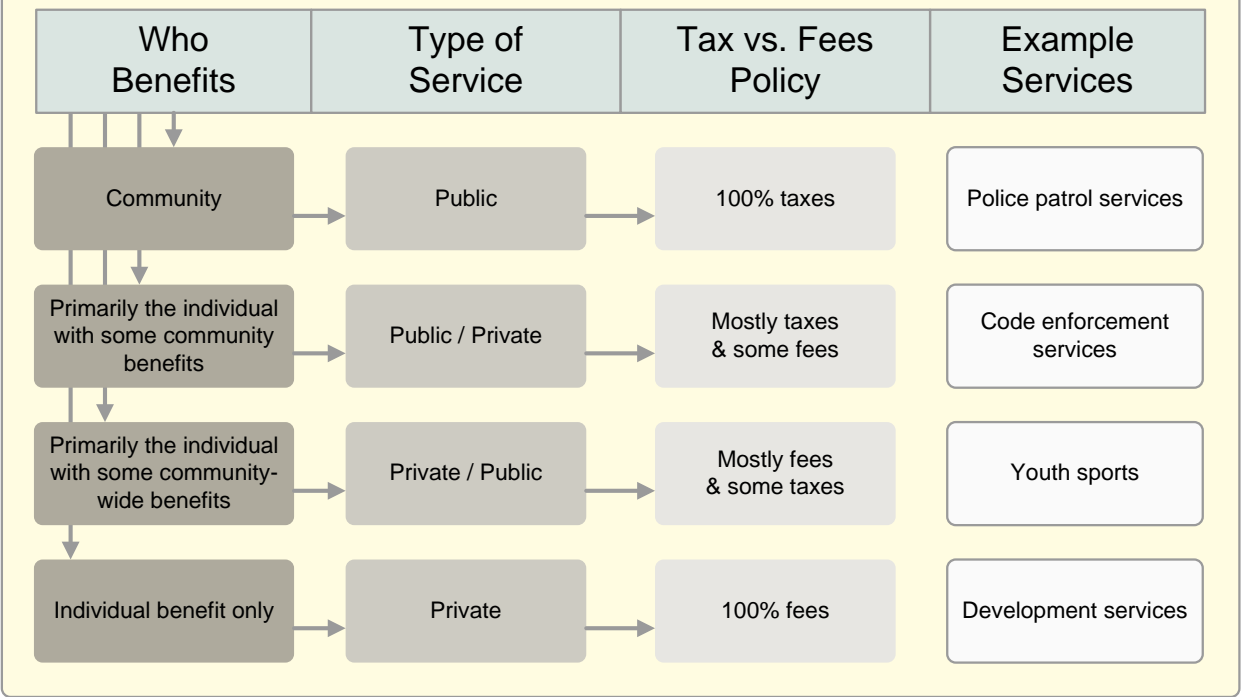 Who
Benefits
Type of
Service
Tax vs. Fees
Policy
Example
Services
Community
Public
100% taxes
Police patrol services
Primarily the individual
with some community
benefits
Public / Private
Mostly taxes
& some fees
Code enforcement
services
Primarily the individual
with some community-
wide benefits
Private / Public
Mostly fees
& some taxes
Youth sports
Individual benefit only
Private
100% fees
Development services